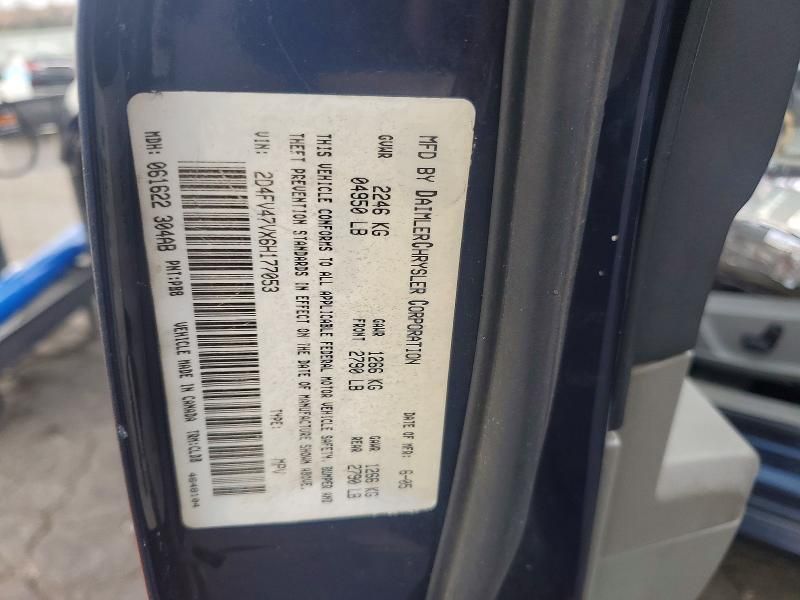 MFD BY DAIMLERCHRYSLER CORPORATION DATE OF MFR: 6-05
GVWR 2246 KG GAWR 1266 KG GAWR 1266 KG
04950 LB FRONT 2790 LB REAR 2790 LB
THIS VEHICLE CONFORMS TO ALL APPLICABLE FEDERAL MOTOR VEHICLE SAFETY, BUMPER AND
THEFT PREVENTION STANDARDS IN EFFECT ON THE DATE OF MANUFACTURE SHOWN ABOVE.
VIN: 2D4FV47VX6H177053 TYPE: MPV
MDH: 061622 304AB PNT:PBB VEHICLE MADE IN CANADA TRM:CLDB 4648104